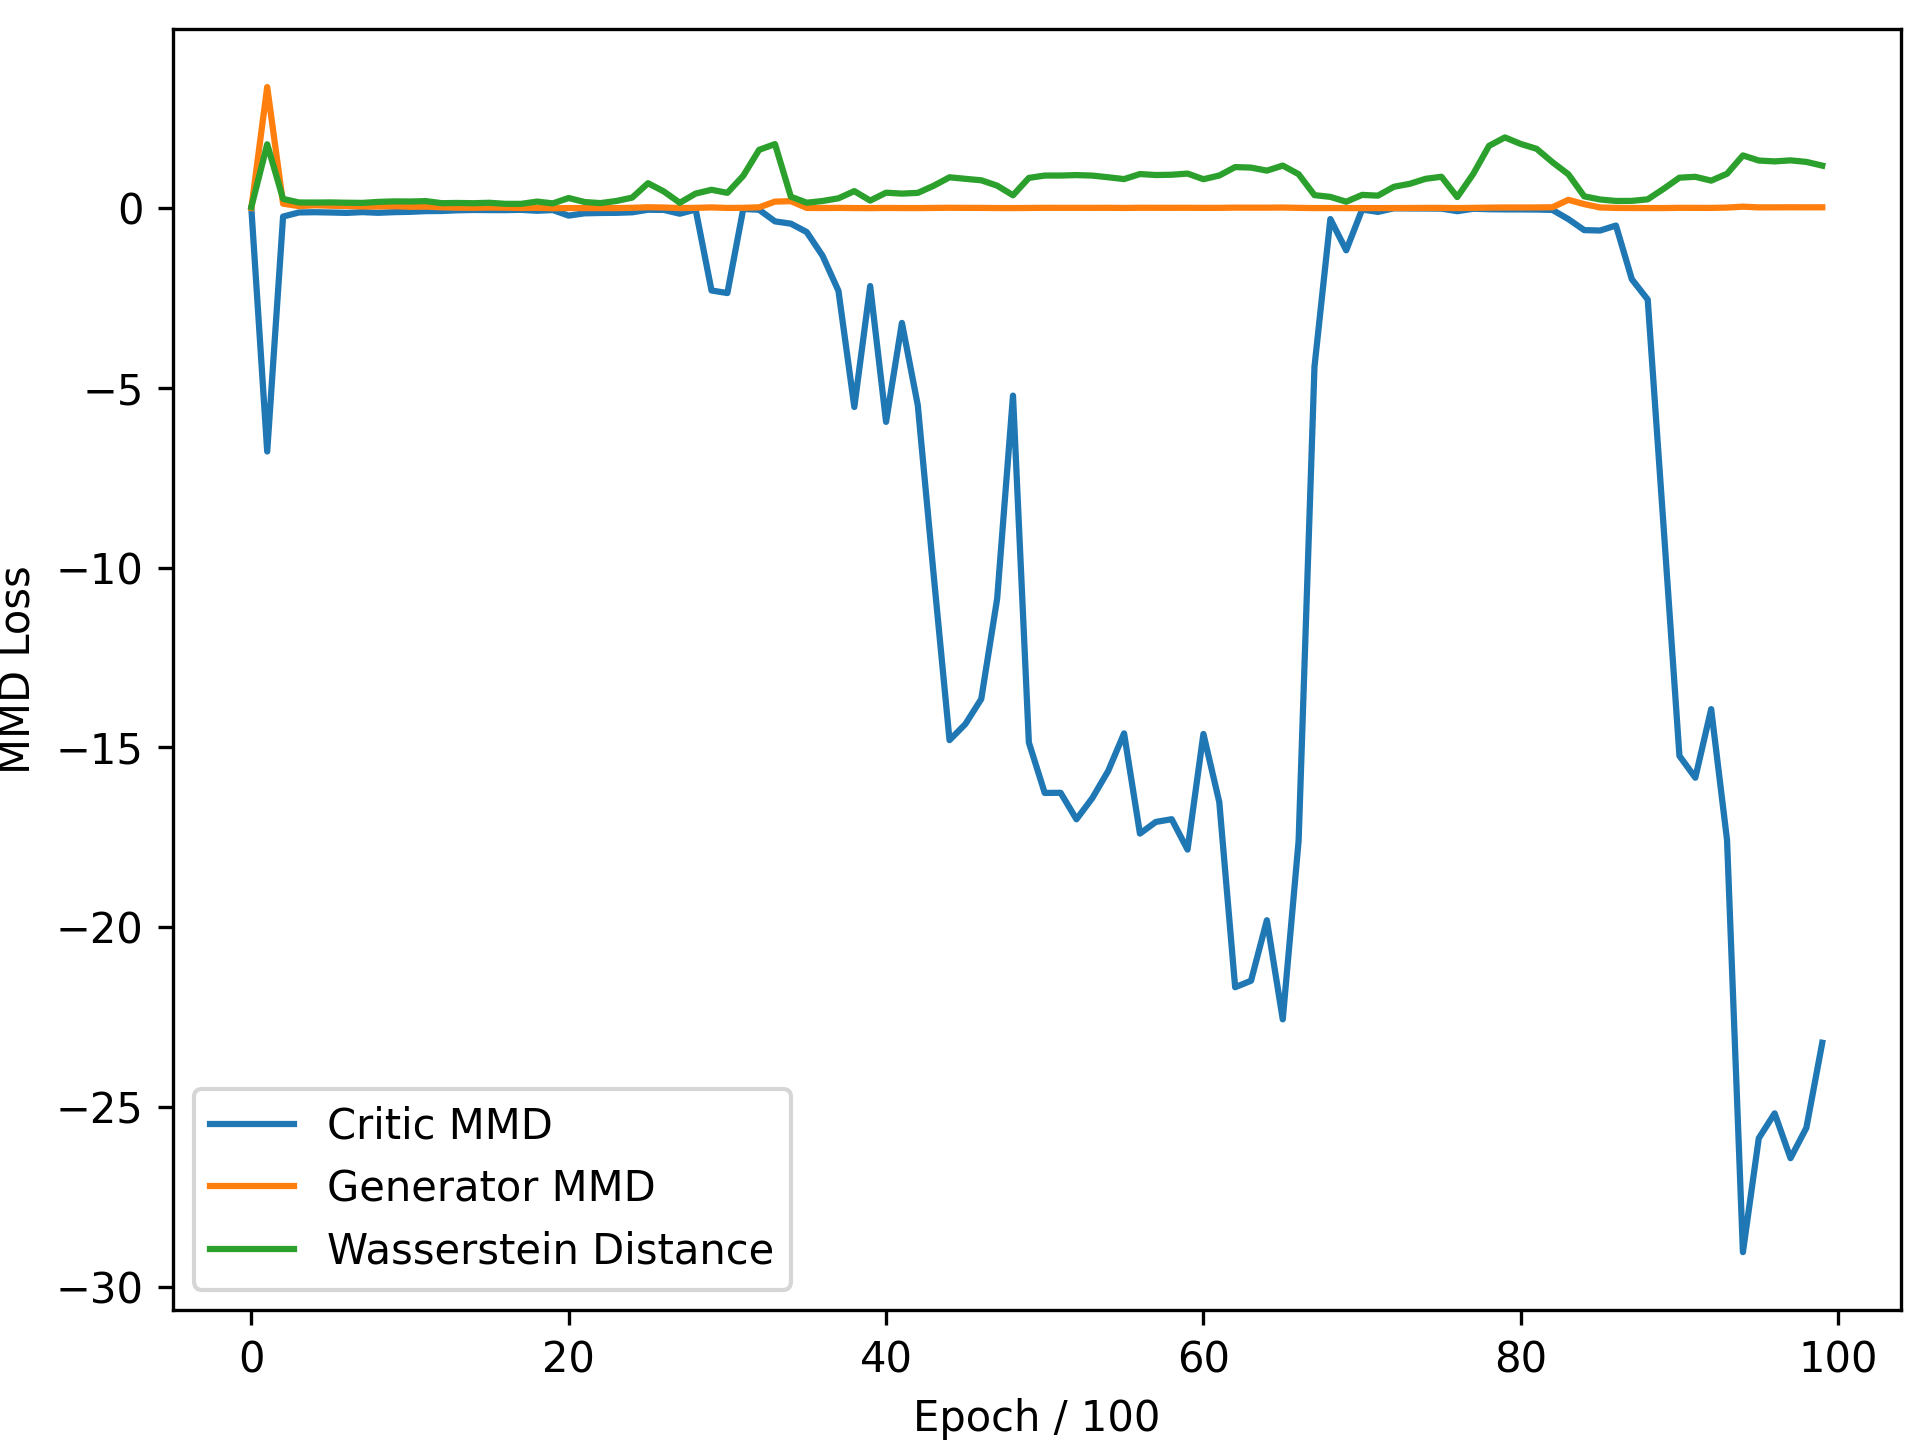 MMD Loss
0
−5
−10
−15
−20
−25
−30
Critic MMD
Generator MMD
Wasserstein Distance
0 20 40 60 80 100
Epoch / 100